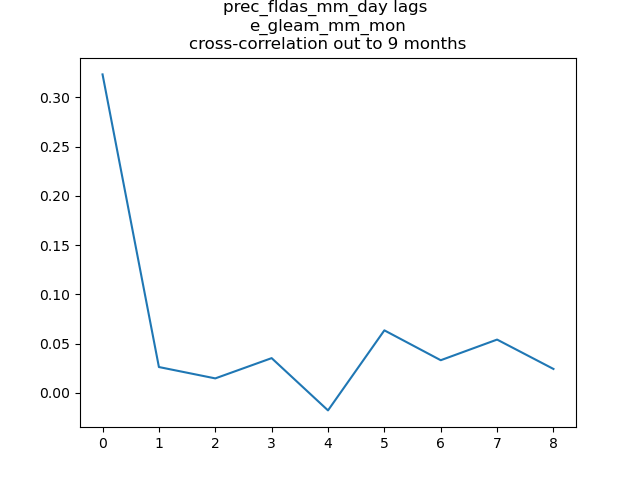 prec_fldas_mm_day lags
e_gleam_mm_mon
cross-correlation out to 9 months
0.30
0.25
0.20
0.15
0.10
0.05
0.00
0 1 2 3 4 5 6 7 8